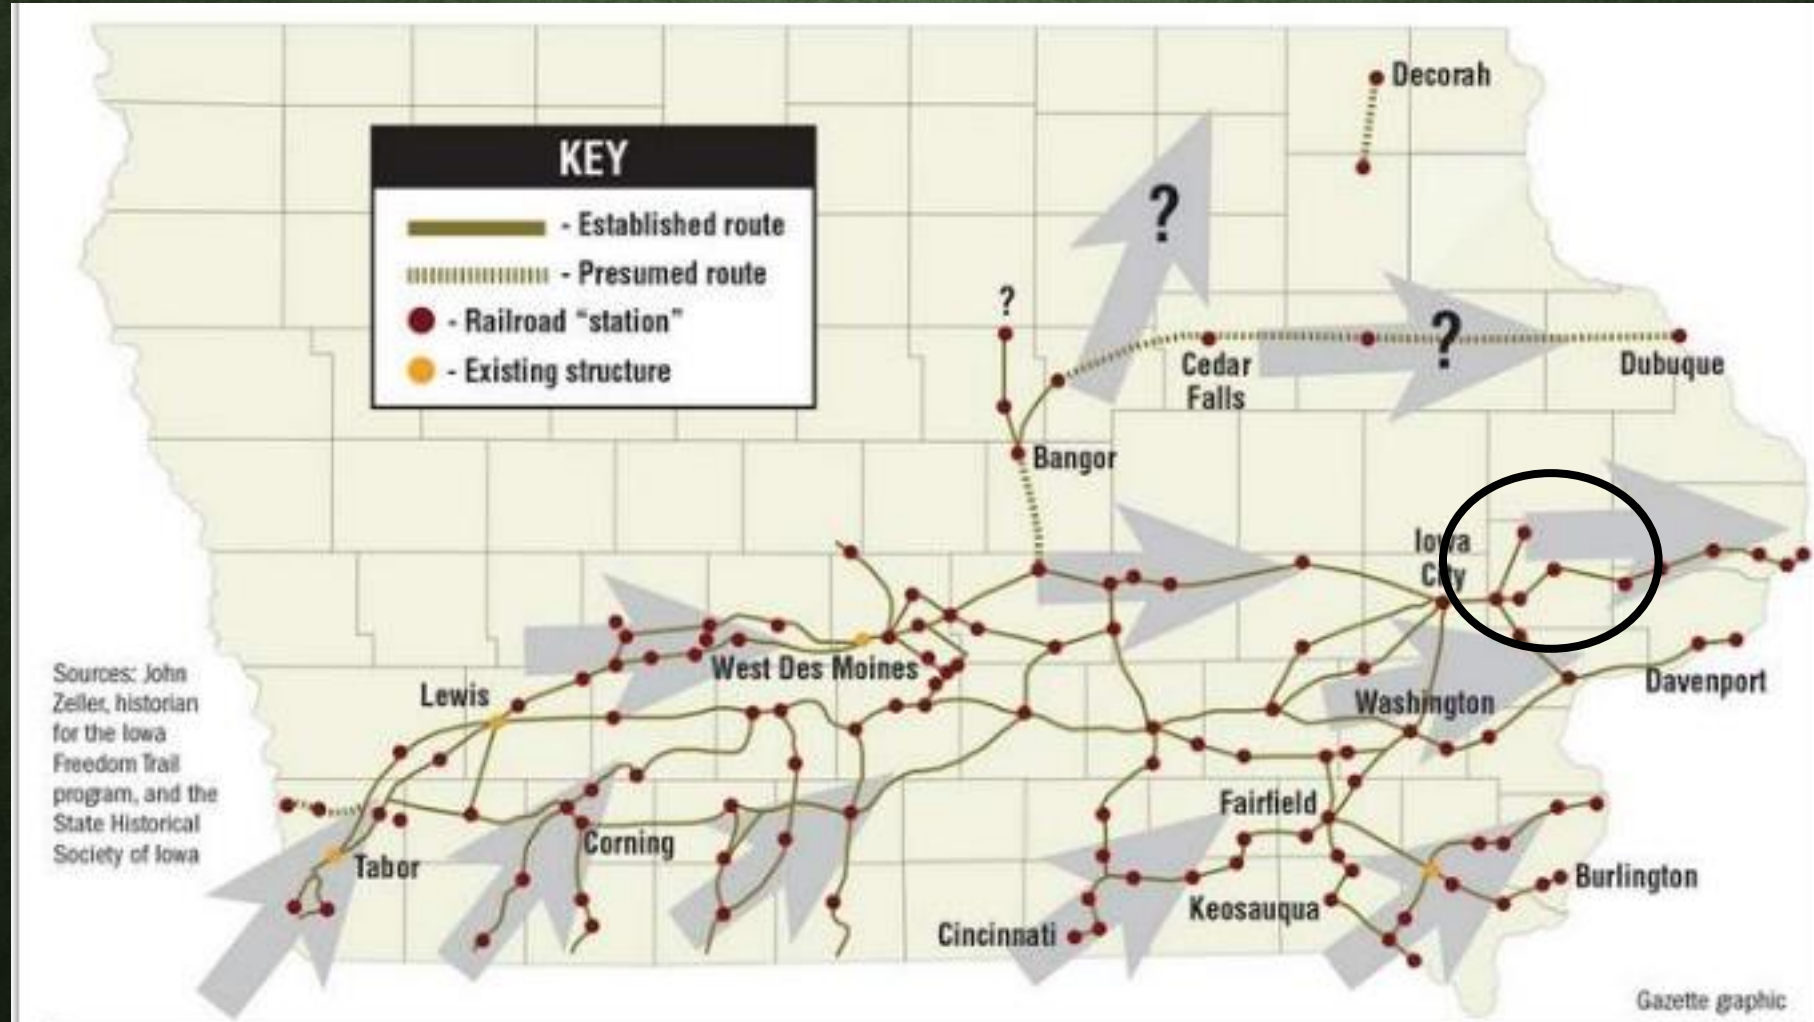 Decorah
KEY
- Established route
- Presumed route
- Railroad “station”
- Existing structure
?
?
?
Cedar
Falls
Dubuque
Bangor
Iowa
City
West Des Moines
Lewis
Washington
Davenport
Sources: John
Zeller, historian
for the Iowa
Freedom Trail
program, and the
State Historical
Society of Iowa
Tabor
Corning
Fairfield
Keosauqua
Burlington
Cincinnati
Gazette graphic